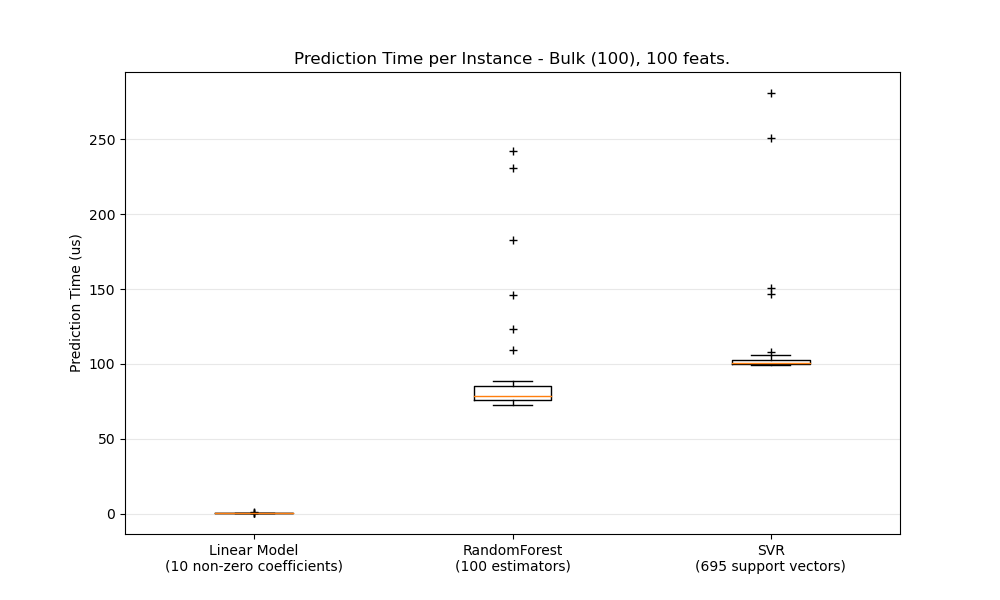 Prediction Time per Instance - Bulk (100), 100 feats.
Prediction Time (us)
250
200
150
100
50
0
Linear Model
(10 non-zero coefficients)
RandomForest
(100 estimators)
SVR
(695 support vectors)